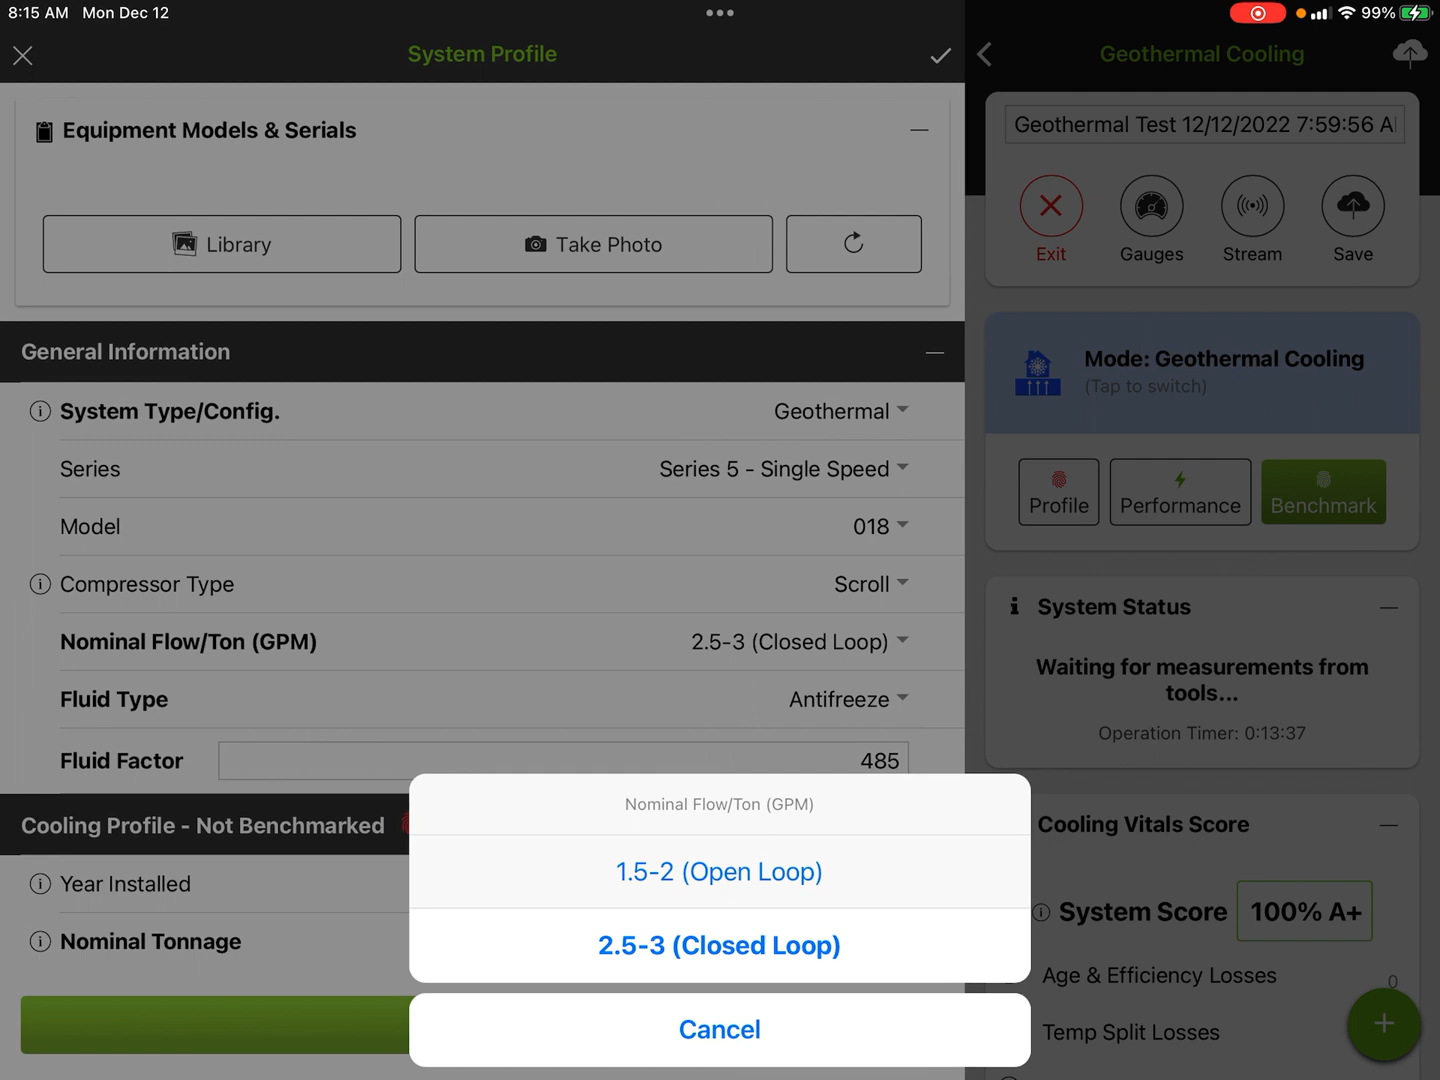 8:15 AM Mon Dec 12
99%
System Profile
Equipment Models & Serials
Library
Take Photo
General Information
System Type/Config.
Geothermal
Series
Series 5 - Single Speed
Model
018
Compressor Type
Scroll
Nominal Flow/Ton (GPM)
2.5-3 (Closed Loop)
Fluid Type
Antifreeze
Fluid Factor
485
Cooling Profile - Not Benchmarked
Year Installed
Nominal Tonnage
Nominal Flow/Ton (GPM)
1.5-2 (Open Loop)
2.5-3 (Closed Loop)
Cancel
Geothermal Cooling
Geothermal Test 12/12/2022 7:59:56 A
Exit
Gauges
Stream
Save
Mode: Geothermal Cooling
(Tap to switch)
Profile
Performance
Benchmark
System Status
Waiting for measurements from
tools...
Operation Timer: 0:13:37
Cooling Vitals Score
System Score
100% A+
Age & Efficiency Losses
0
Temp Split Losses